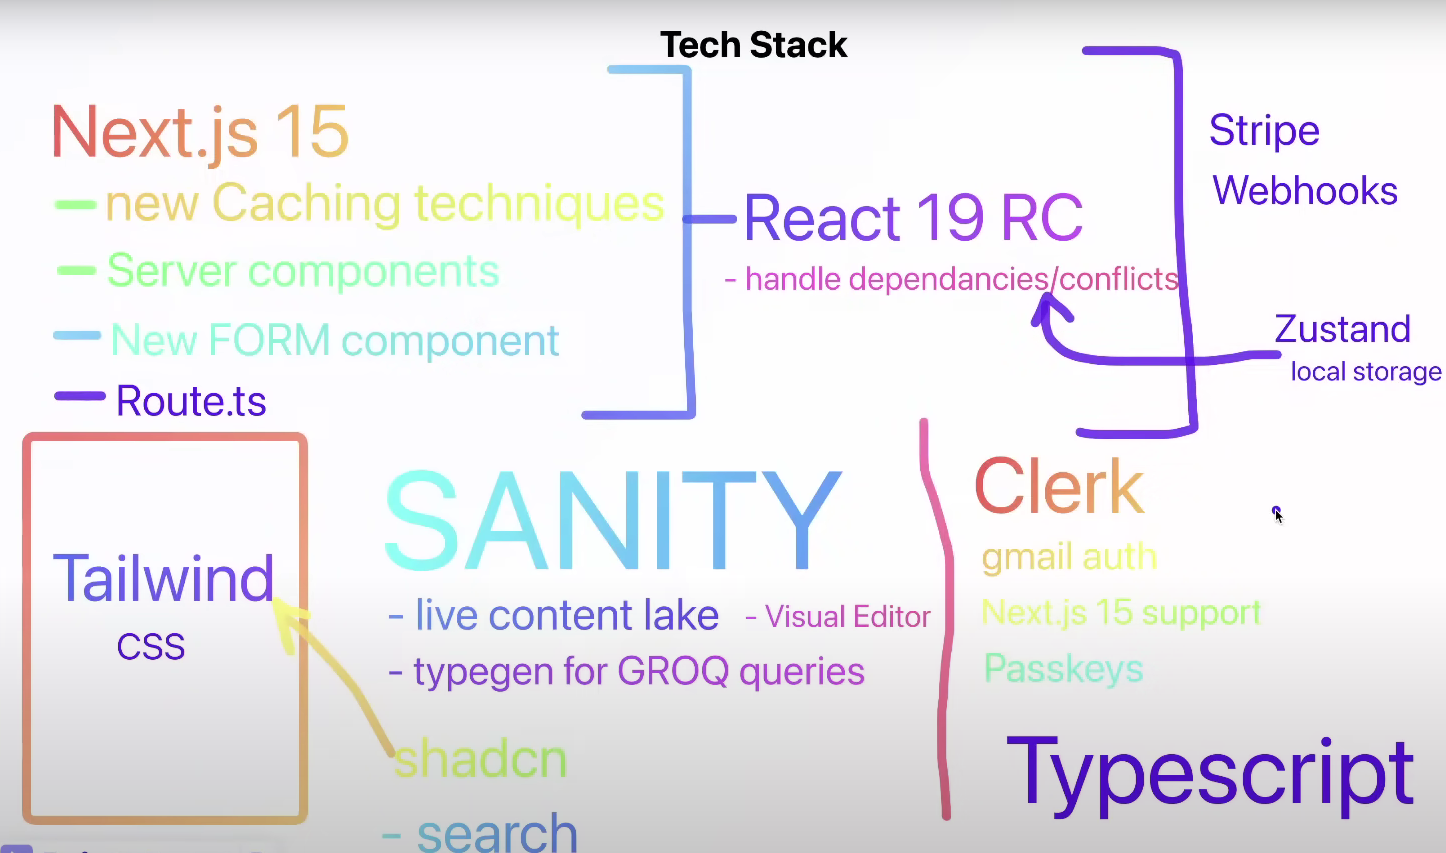 Tech Stack
Next.js 15
new Caching techniques
Server components
New FORM component
Route.ts
React 19 RC
- handle dependancies/conflicts
Stripe
Webhooks
Zustand
local storage
Tailwind
CSS
SANITY
- live content lake
- Visual Editor
- typegen for GROQ queries
shadcn
- search
Clerk
gmail auth
Next.js 15 support
Passkeys
Typescript